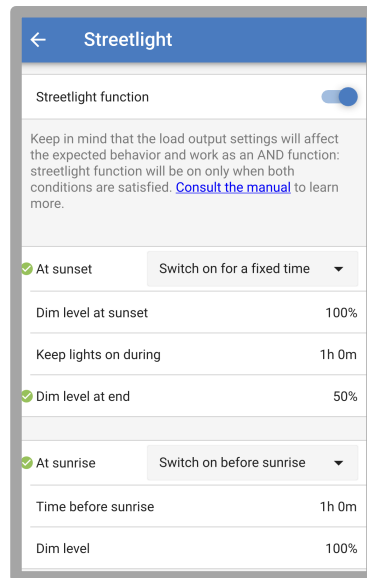 Streetlight
Streetlight function
Keep in mind that the load output settings will affect
the expected behavior and work as an AND function:
streetlight function will be on only when both
conditions are satisfied. Consult the manual to learn
more.
At sunset Switch on for a fixed time
Dim level at sunset 100%
Keep lights on during 1h 0m
Dim level at end 50%
At sunrise Switch on before sunrise
Time before sunrise 1h 0m
Dim level 100%